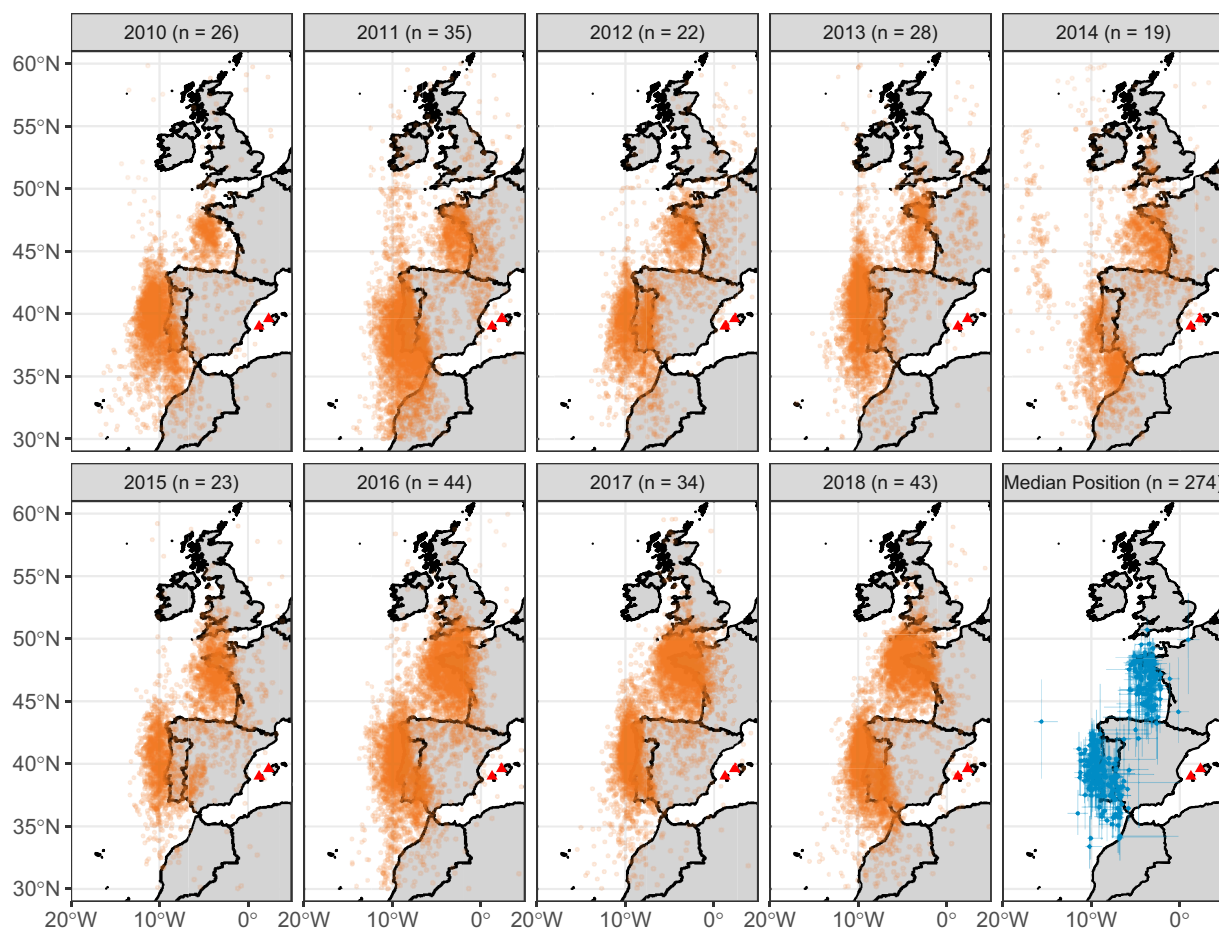 2010 (n = 26) 2011 (n = 35) 2012 (n = 22) 2013 (n = 28) 2014 (n = 19)
60°N
55°N
50°N
45°N
40°N
35°N
30°N
2015 (n = 23) 2016 (n = 44) 2017 (n = 34) 2018 (n = 43) Median Position (n = 274)
60°N
55°N
50°N
45°N
40°N
35°N
30°N
20°W 10°W 0° 20°W 10°W 0° 20°W 10°W 0° 20°W 10°W 0° 20°W 10°W 0°